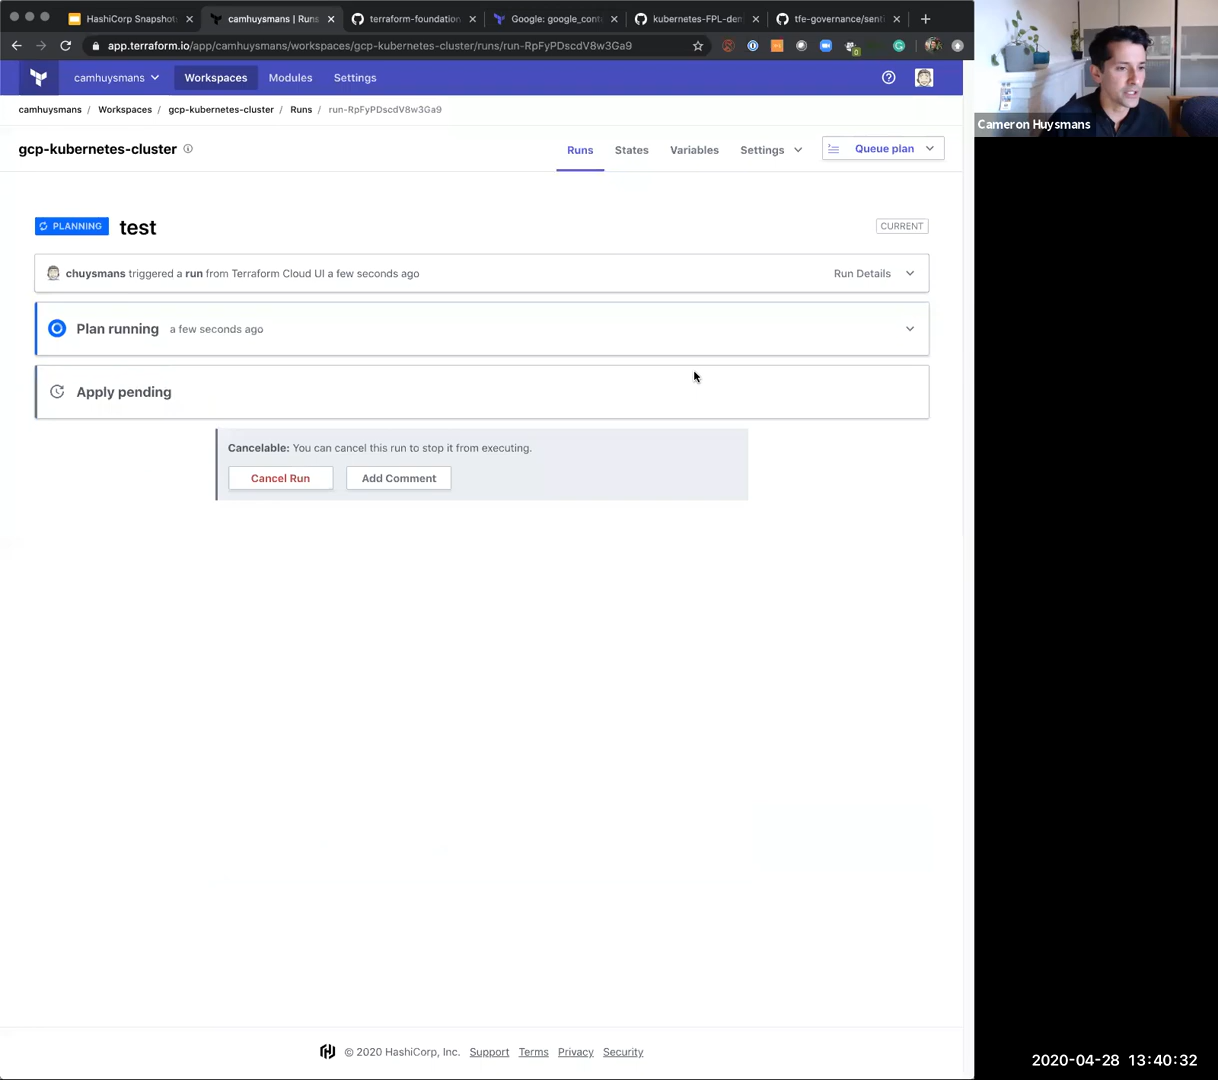 HashiCorp Snapshot
camhuysmans | Runs
terraform-foundation
Google: google_cont
kubernetes-FPL-den
tfe-governance/senti
app.terraform.io/app/camhuysmans/workspaces/gcp-kubernetes-cluster/runs/run-RpFyPDscdV8w3Ga9
camhuysmans Workspaces Modules Settings
camhuysmans / Workspaces / gcp-kubernetes-cluster / Runs / run-RpFyPDscdV8w3Ga9
gcp-kubernetes-cluster
Runs States Variables Settings Queue plan
PLANNING test CURRENT
chuysmans triggered a run from Terraform Cloud UI a few seconds ago Run Details
Plan running a few seconds ago
Apply pending
Cancelable: You can cancel this run to stop it from executing.
Cancel Run Add Comment
© 2020 HashiCorp, Inc. Support Terms Privacy Security
Cameron Huysmans
2020-04-28 13:40:32